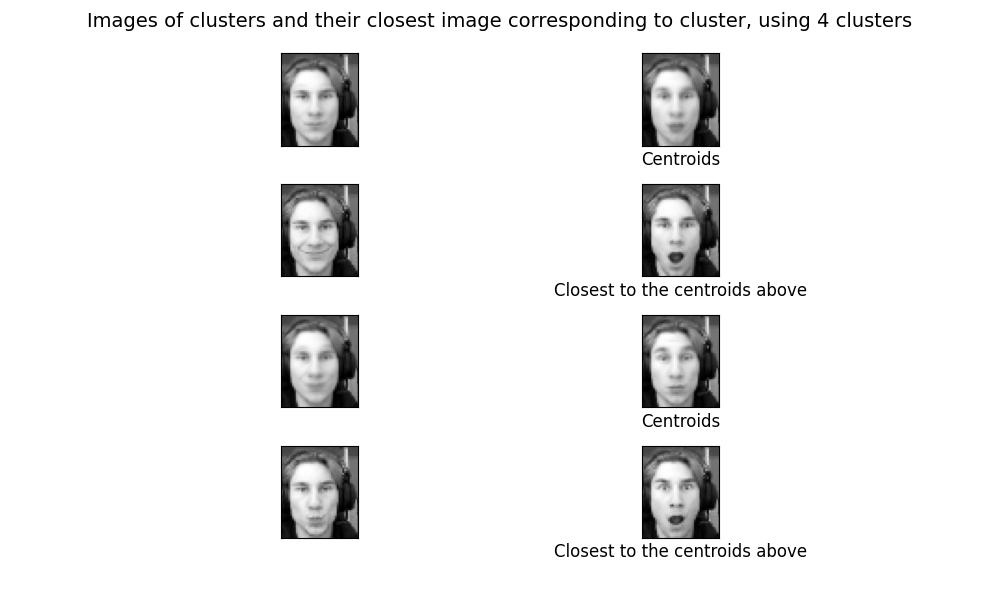 Images of clusters and their closest image corresponding to cluster, using 4 clusters
Centroids
Closest to the centroids above
Centroids
Closest to the centroids above